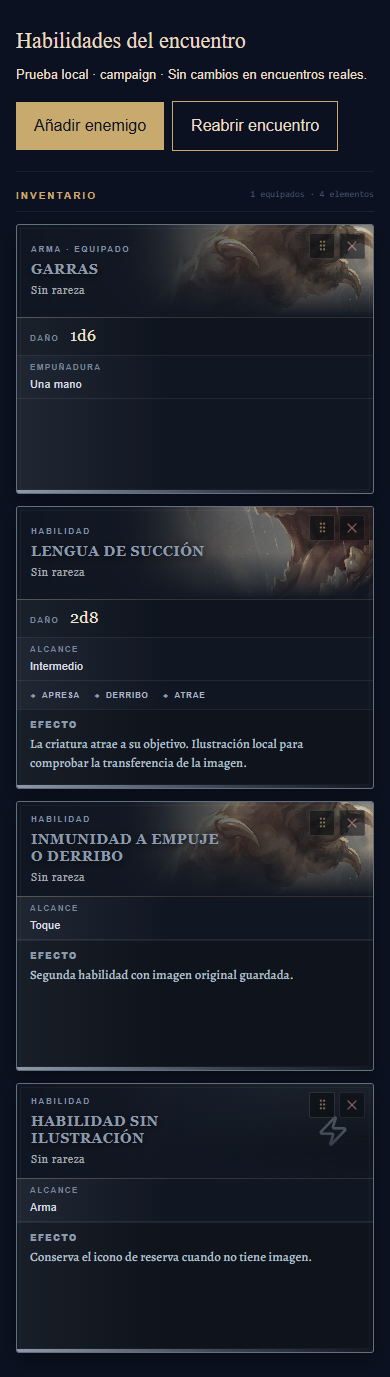 Habilidades del encuentro
Prueba local · campaign · Sin cambios en encuentros reales.
Añadir enemigo
Reabrir encuentro
INVENTARIO
1 equipados · 4 elementos
ARMA · EQUIPADO
GARRAS
Sin rareza
DAÑO 1d6
EMPUÑADURA
Una mano
HABILIDAD
LENGUA DE SUCCIÓN
Sin rareza
DAÑO 2d8
ALCANCE
Intermedio
APRESA
DERRIBO
ATRAE
EFECTO
La criatura atrae a su objetivo. Ilustración local para
comprobar la transferencia de la imagen.
HABILIDAD
INMUNIDAD A EMPUJE
O DERRIBO
Sin rareza
ALCANCE
Toque
EFECTO
Segunda habilidad con imagen original guardada.
HABILIDAD
HABILIDAD SIN
ILUSTRACIÓN
Sin rareza
ALCANCE
Arma
EFECTO
Conserva el icono de reserva cuando no tiene imagen.